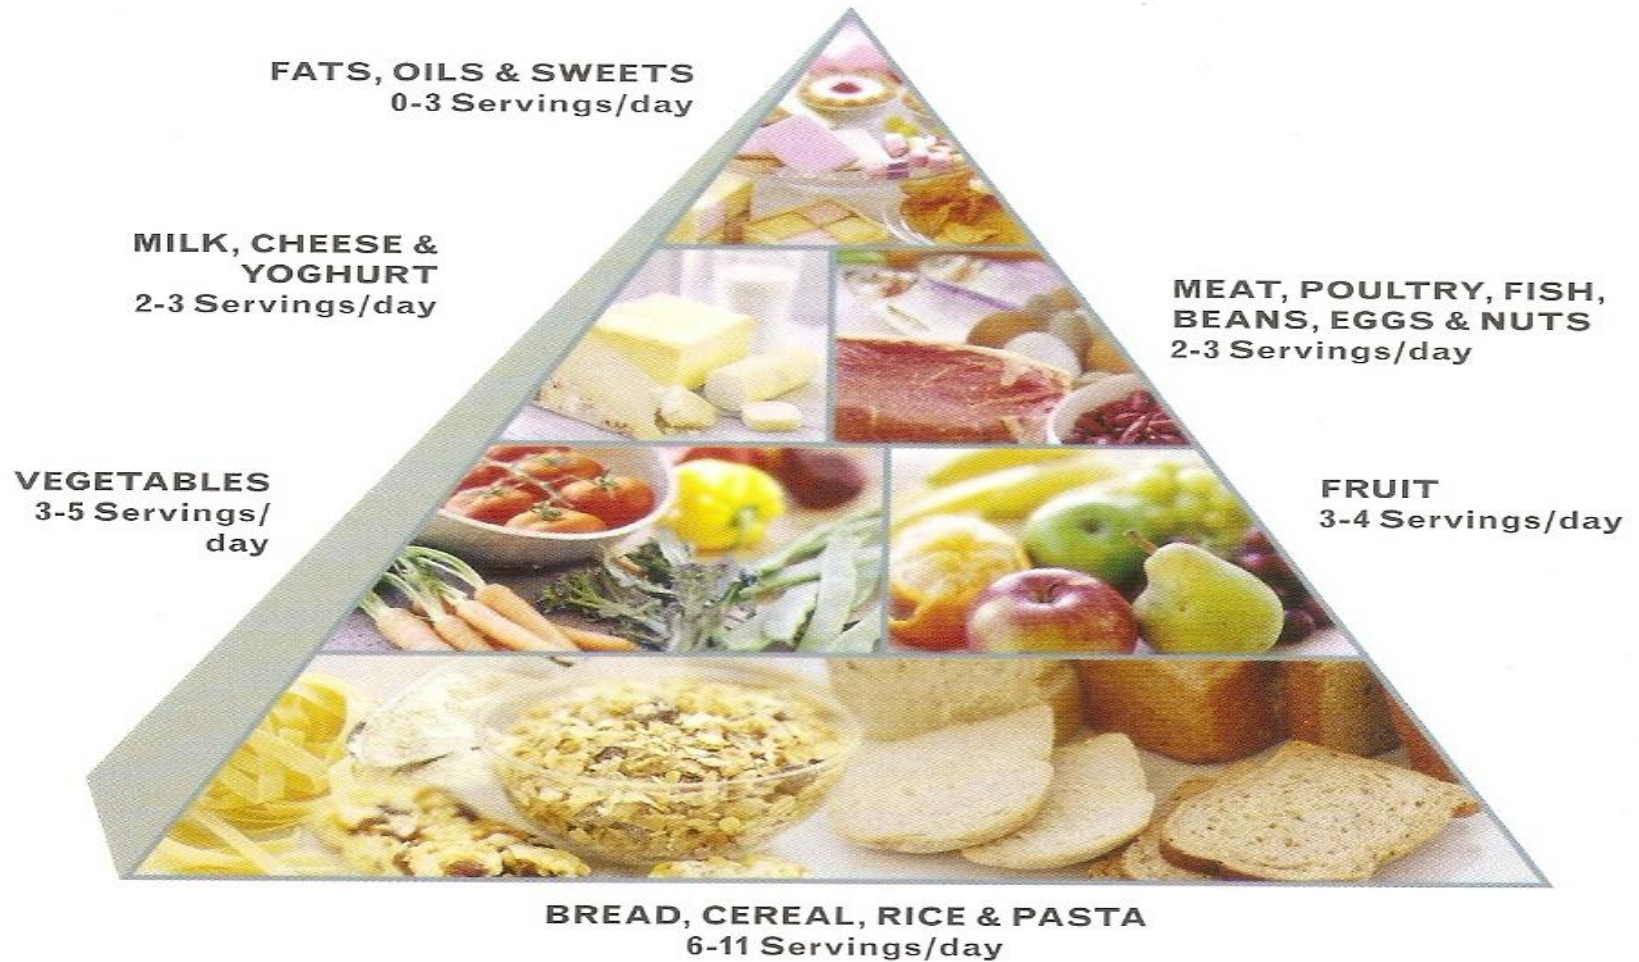 FATS, OILS & SWEETS
0-3 Servings/day
MILK, CHEESE &
YOGHURT
2-3 Servings/day
MEAT, POULTRY, FISH,
BEANS, EGGS & NUTS
2-3 Servings/day
VEGETABLES
3-5 Servings/
day
FRUIT
3-4 Servings/day
BREAD, CEREAL, RICE & PASTA
6-11 Servings/day